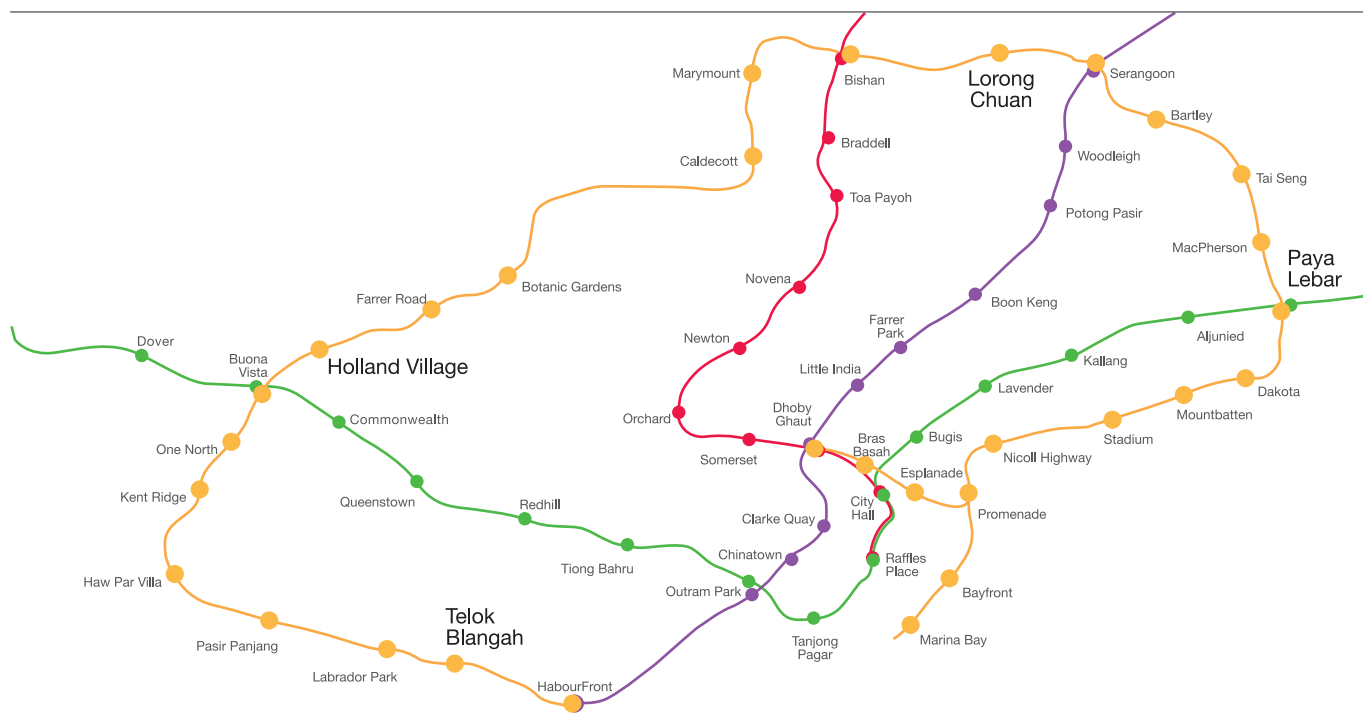 Marymount
Bishan
Lorong
Chuan
Serangoon
Bartley
Braddell
Caldecott
Woodleigh
Tai Seng
Toa Payoh
Potong Pasir
MacPherson
Paya
Lebar
Novena
Botanic Gardens
Farrer Road
Boon Keng
Farrer
Park
Aljunied
Newton
Dover
Buona
Vista
Holland Village
Kallang
Little India
Lavender
Dakota
Mountbatten
Orchard
Commonwealth
Dhoby
Ghaut
Bras
Basah
Bugis
Stadium
One North
Somerset
Nicoll Highway
Esplanade
Kent Ridge
Queenstown
Redhill
City
Hall
Promenade
Clarke Quay
Chinatown
Raffles
Place
Tiong Bahru
Haw Par Villa
Outram Park
Bayfront
Telok
Blangah
Tanjong
Pagar
Marina Bay
Pasir Panjang
Labrador Park
HabourFront